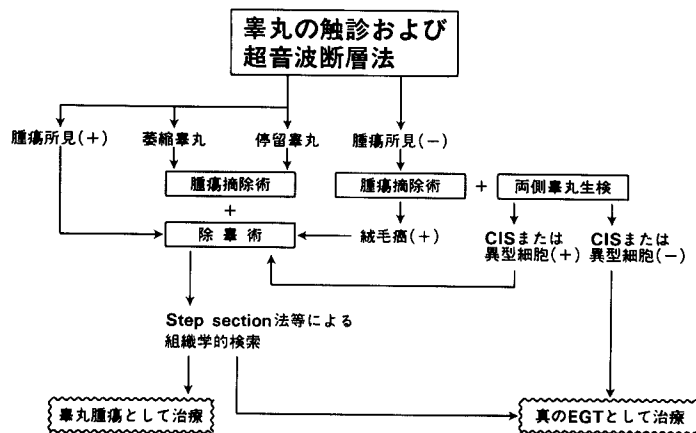 睾丸の触診および
超音波断層法
腫瘍所見(+) 萎縮睾丸 停留睾丸 腫瘍所見(-)
腫瘍摘除術 腫瘍摘除術 + 両側睾丸生検
+
除睾術 絨毛癌(+) CISまたは 異型細胞(+) CISまたは 異型細胞(-)
Step section法等による
組織学的検索
睾丸腫瘍として治療 真のEGTとして治療